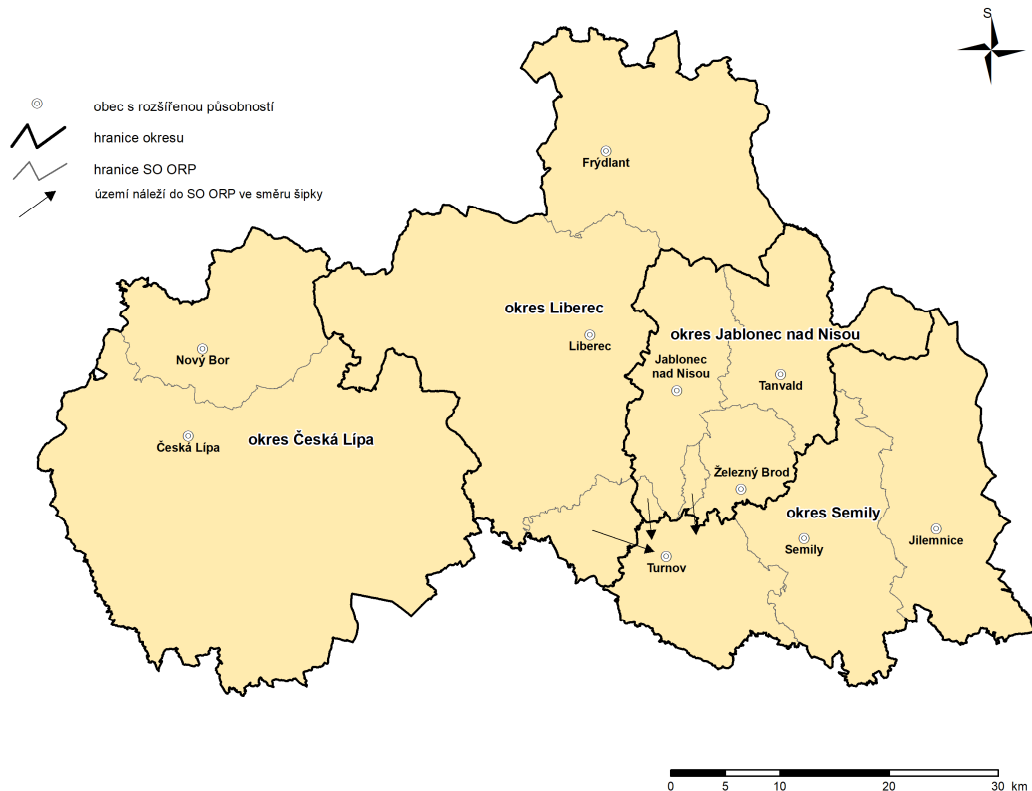 S
obec s rozšířenou působností
hranice okresu
hranice SO ORP
území náleží do SO ORP ve směru šipky
Frýdlant
okres Liberec
Liberec
okres Jablonec nad Nisou
Jablonec
nad Nisou
Tanvald
Nový Bor
Česká Lípa
okres Česká Lípa
Železný Brod
okres Semily
Semily
Jilemnice
Turnov
0 5 10 20 30 km